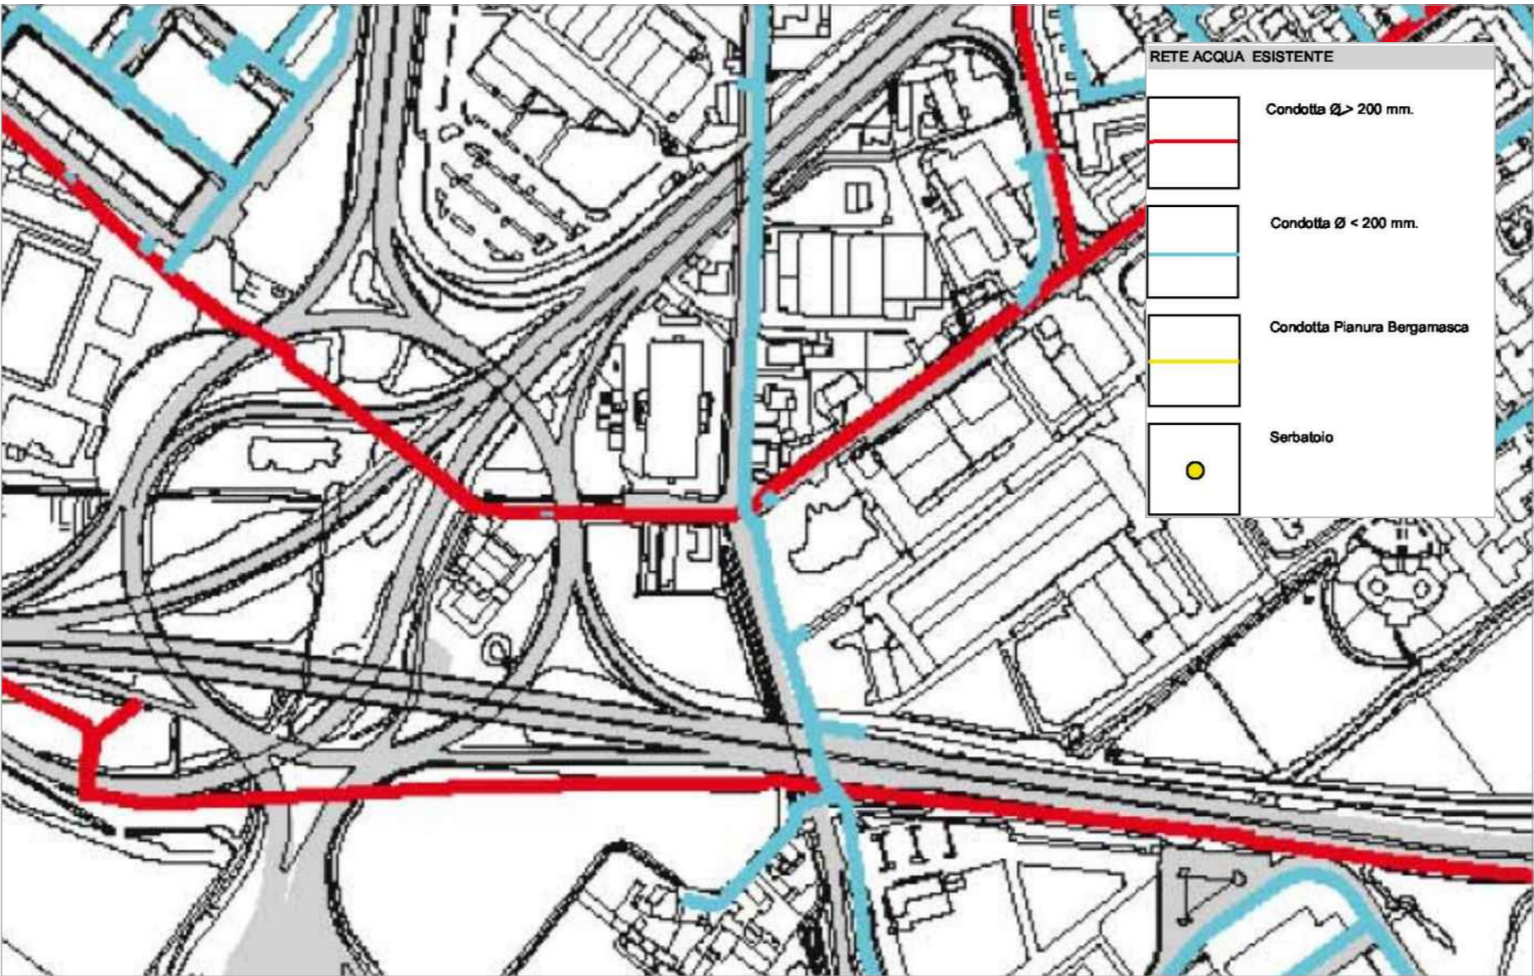 RETE ACQUA ESISTENTE
Condotta Ø > 200 mm.
Condotta Ø < 200 mm.
Condotta Pianura Bergamasca
Serbatoio